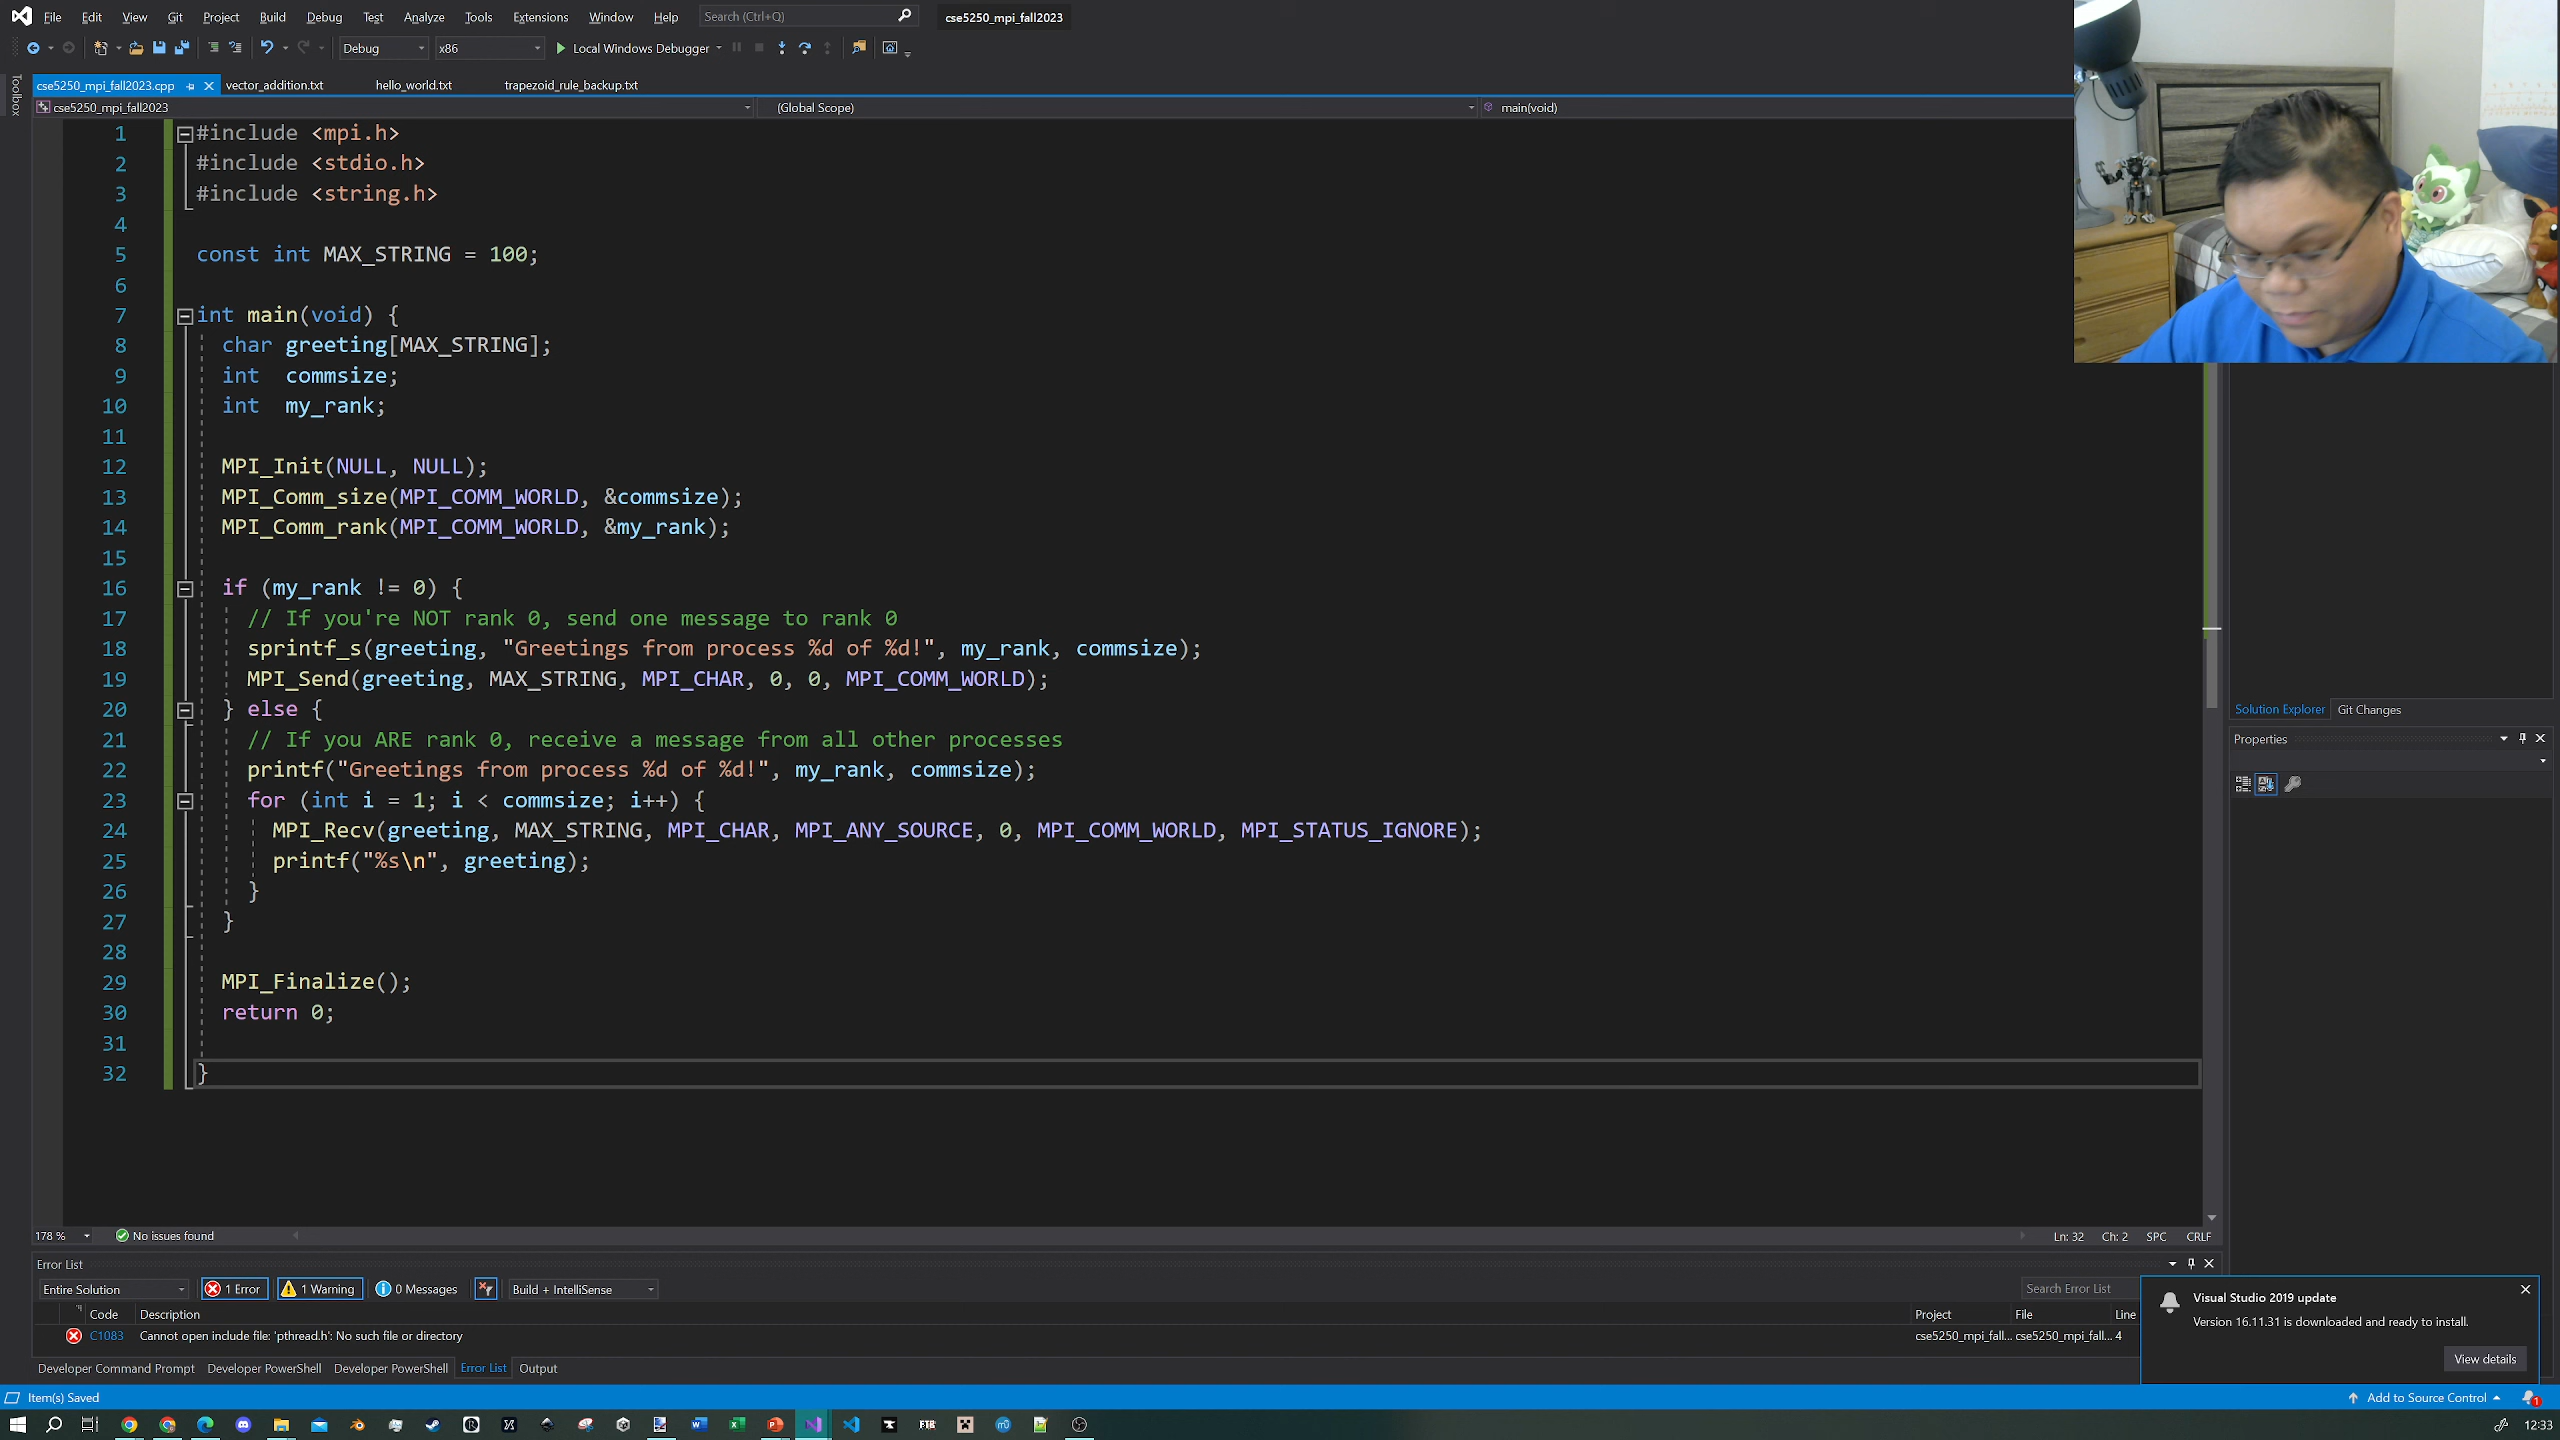 File Edit View Git Project Build Debug Test Analyze Tools Extensions Window Help Search (Ctrl+Q) cse5250_mpi_fall2023
Debug x86 Local Windows Debugger
Toolbox
cse5250_mpi_fall2023.cpp vector_addition.txt hello_world.txt trapezoid_rule_backup.txt
cse5250_mpi_fall2023 (Global Scope) main(void)
1 #include <mpi.h>
2 #include <stdio.h>
3 #include <string.h>
4
5 const int MAX_STRING = 100;
6
7 int main(void) {
8 char greeting[MAX_STRING];
9 int commsize;
10 int my_rank;
11
12 MPI_Init(NULL, NULL);
13 MPI_Comm_size(MPI_COMM_WORLD, &commsize);
14 MPI_Comm_rank(MPI_COMM_WORLD, &my_rank);
15
16 if (my_rank != 0) {
17 // If you're NOT rank 0, send one message to rank 0
18 sprintf_s(greeting, "Greetings from process %d of %d!", my_rank, commsize);
19 MPI_Send(greeting, MAX_STRING, MPI_CHAR, 0, 0, MPI_COMM_WORLD);
20 } else {
21 // If you ARE rank 0, receive a message from all other processes
22 printf("Greetings from process %d of %d!", my_rank, commsize);
23 for (int i = 1; i < commsize; i++) {
24 MPI_Recv(greeting, MAX_STRING, MPI_CHAR, MPI_ANY_SOURCE, 0, MPI_COMM_WORLD, MPI_STATUS_IGNORE);
25 printf("%s\n", greeting);
26 }
27 }
28
29 MPI_Finalize();
30 return 0;
31
32 }
Solution Explorer Git Changes
Properties
178 % No issues found Ln: 32 Ch: 2 SPC CRLF
Error List
Entire Solution 1 Error 1 Warning 0 Messages Build + IntelliSense Search Error List
Code Description Project File Line
C1083 Cannot open include file: 'pthread.h': No such file or directory cse5250_mpi_fall... cse5250_mpi_fall... 4
Visual Studio 2019 update
Version 16.11.31 is downloaded and ready to install.
View details
Developer Command Prompt Developer PowerShell Developer PowerShell Error List Output
Item(s) Saved Add to Source Control 1
FTB
12:33